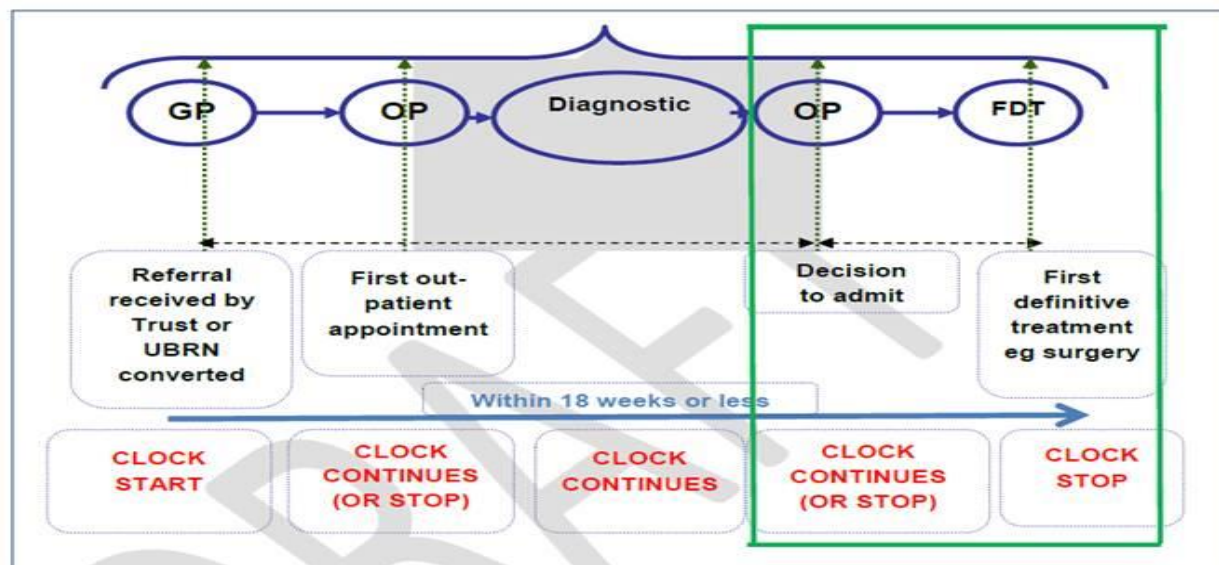 GP
OP
Diagnostic
OP
FDT
Referral
received by
Trust or
UBRN
converted
First out-
patient
appointment
Decision
to admit
First
definitive
treatment
eg surgery
Within 18 weeks or less
CLOCK
START
CLOCK
CONTINUES
(OR STOP)
CLOCK
CONTINUES
CLOCK
CONTINUES
(OR STOP)
CLOCK
STOP